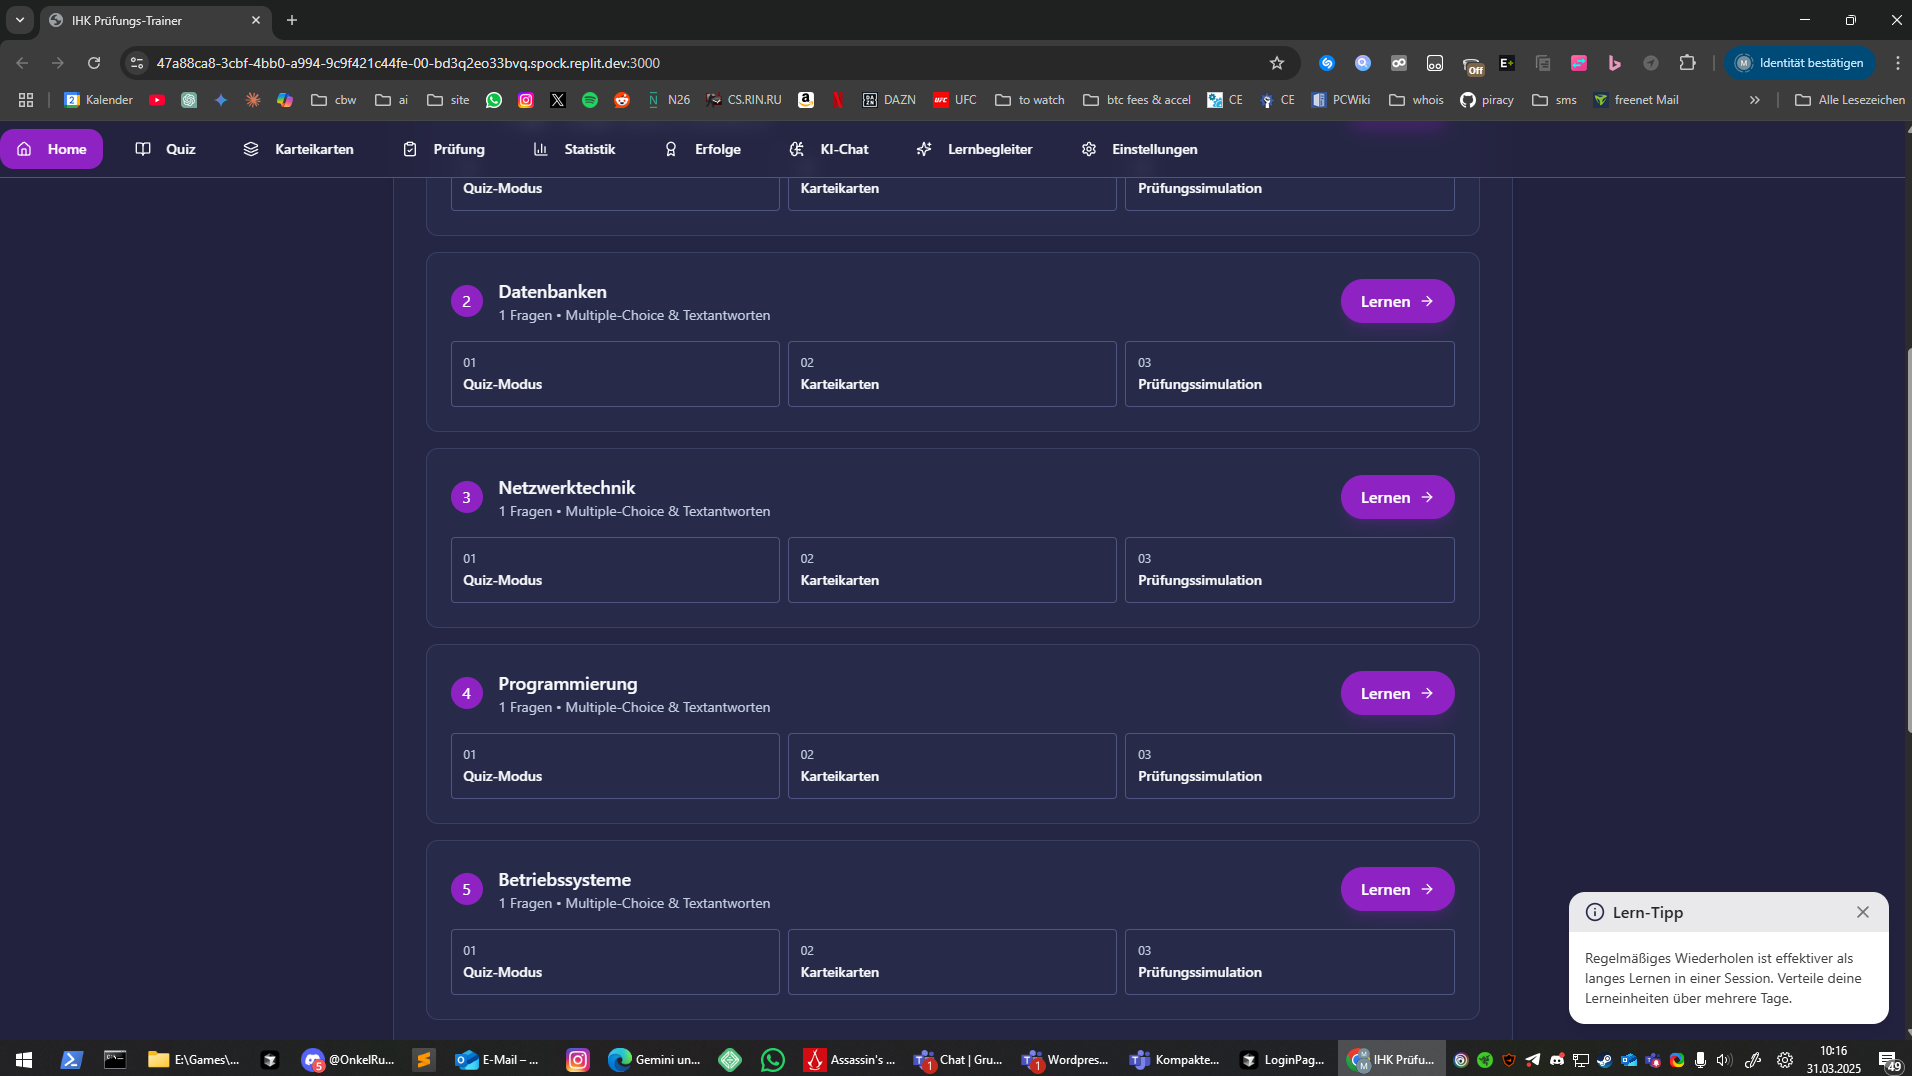 IHK Prüfungs-Trainer
47a88ca8-3cbf-4bb0-a994-9c9f421c44fe-00-bd3q2eo33bvq.spock.replit.dev:3000
Off
E+
M
Identität bestätigen
2 Kalender
cbw
ai
site
N N26
CS.RIN.RU
DAZN
UFC UFC
to watch
btc fees & accel
CE
CE
PCWiki
whois
piracy
sms
freenet Mail
Alle Lesezeichen
Home
Quiz
Karteikarten
Prüfung
Statistik
Erfolge
KI-Chat
Lernbegleiter
Einstellungen
Quiz-Modus
Karteikarten
Prüfungssimulation
2
Datenbanken
1 Fragen • Multiple-Choice & Textantworten
Lernen →
01
Quiz-Modus
02
Karteikarten
03
Prüfungssimulation
3
Netzwerktechnik
1 Fragen • Multiple-Choice & Textantworten
Lernen →
01
Quiz-Modus
02
Karteikarten
03
Prüfungssimulation
4
Programmierung
1 Fragen • Multiple-Choice & Textantworten
Lernen →
01
Quiz-Modus
02
Karteikarten
03
Prüfungssimulation
5
Betriebssysteme
1 Fragen • Multiple-Choice & Textantworten
Lernen →
01
Quiz-Modus
02
Karteikarten
03
Prüfungssimulation
Lern-Tipp
Regelmäßiges Wiederholen ist effektiver als
langes Lernen in einer Session. Verteile deine
Lerneinheiten über mehrere Tage.
E:\Games\...
5 @OnkelRu...
E-Mail – ...
Gemini un...
Assassin's ...
1 Chat | Gru...
1 Wordpres...
Kompakte...
LoginPag...
IHK Prüfu...
10:16
31.03.2025
49